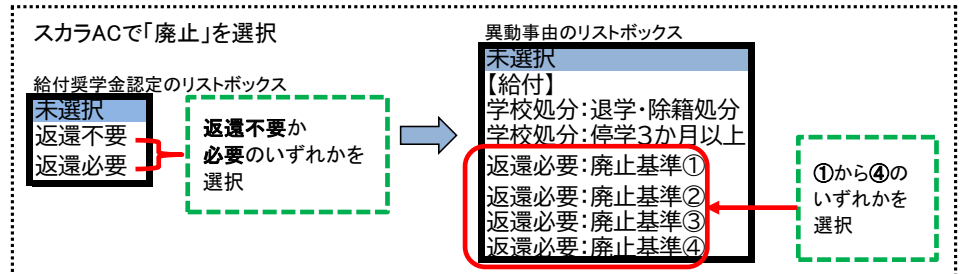 スカラACで「廃止」を選択
給付奨学金認定のリストボックス
未選択
返還不要
返還必要
返還不要か
必要のいずれかを
選択
異動事由のリストボックス
未選択
【給付】
学校処分:退学・除籍処分
学校処分:停学3か月以上
返還必要:廃止基準①
返還必要:廃止基準②
返還必要:廃止基準③
返還必要:廃止基準④
①から④の
いずれかを
選択